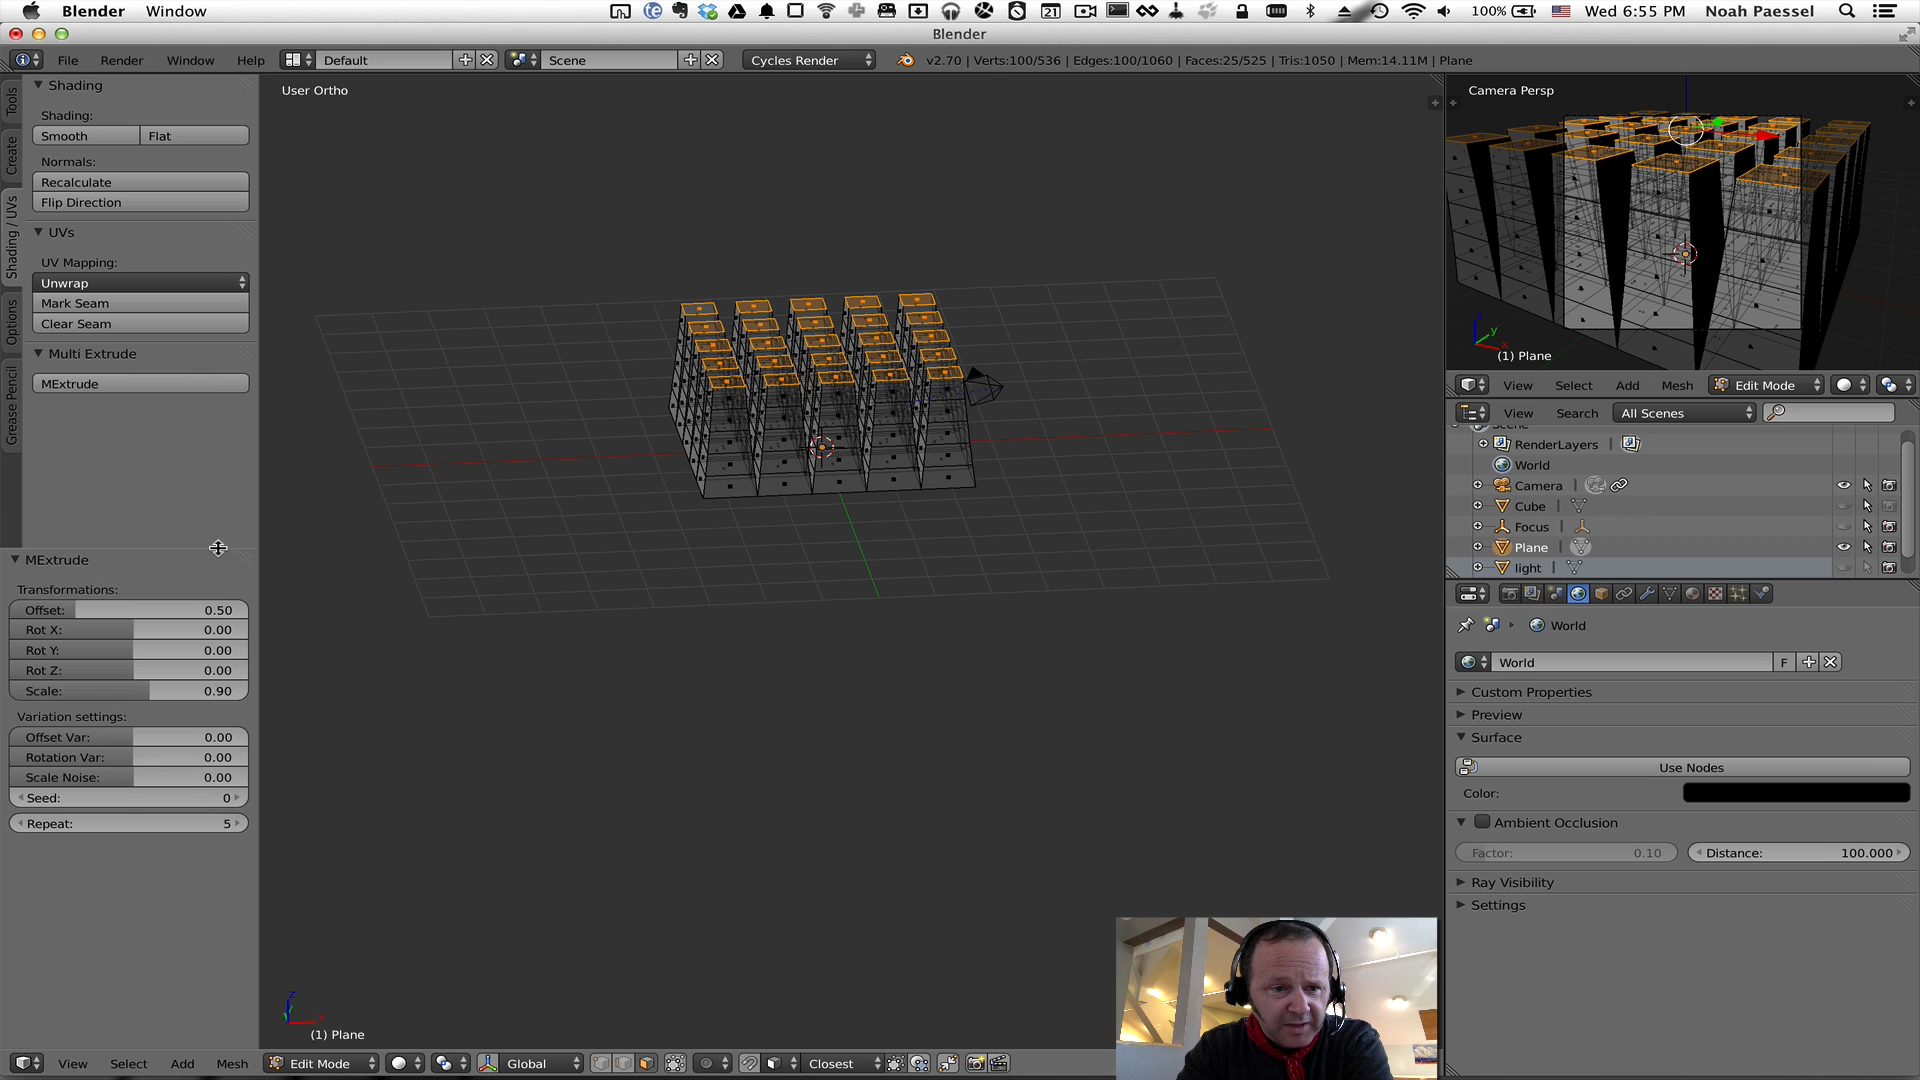 Blender Window 21 100% Wed 6:55 PM Noah Paessel
Blender
File Render Window Help Default Scene Cycles Render v2.70 | Verts:100/536 | Edges:100/1060 | Faces:25/525 | Tris:1050 | Mem:14.11M | Plane
Tools
Create
Shading / UVs
Options
Grease Pencil
Shading
Shading:
Smooth Flat
Normals:
Recalculate
Flip Direction
UVs
UV Mapping:
Unwrap
Mark Seam
Clear Seam
Multi Extrude
MExtrude
MExtrude
Transformations:
Offset: 0.50
Rot X: 0.00
Rot Y: 0.00
Rot Z: 0.00
Scale: 0.90
Variation settings:
Offset Var: 0.00
Rotation Var: 0.00
Scale Noise: 0.00
Seed: 0
Repeat: 5
User Ortho
z
x
(1) Plane
View Select Add Mesh Edit Mode Global Closest
Camera Persp
z
y
x
(1) Plane
View Select Add Mesh Edit Mode
View Search All Scenes
RenderLayers |
World
Camera |
Cube |
Focus |
Plane |
light |
World
World F
Custom Properties
Preview
Surface
Use Nodes
Color:
Ambient Occlusion
Factor: 0.10 Distance: 100.000
Ray Visibility
Settings